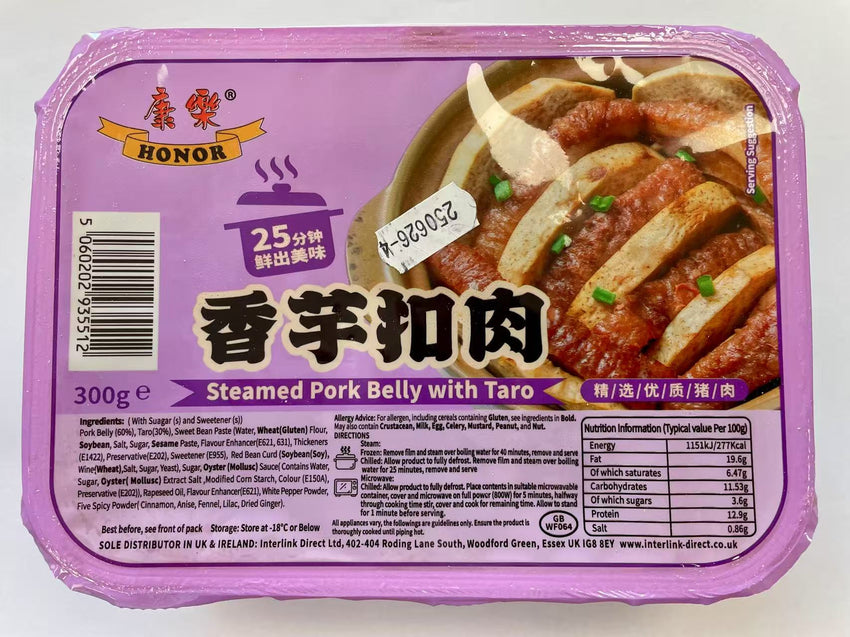 康樂®
HONOR
25分钟
鲜出美味
Serving Suggestion
250626-4
5 060202 935512
香芋扣肉
300g e
Steamed Pork Belly with Taro
精/选/优/质/猪/肉
Ingredients: ( With Suagar (s) and Sweetener (s))
Pork Belly (60%), Taro(30%), Sweet Bean Paste (Water, Wheat(Gluten) Flour,
Soybean, Salt, Sugar, Sesame Paste, Flavour Enhancer(E621, 631), Thickeners
(E1422), Preservative(E202), Sweetener (E955), Red Bean Curd (Soybean(Soy),
Wine(Wheat),Salt, Sugar, Yeast), Sugar, Oyster (Mollusc) Sauce( Contains Water,
Sugar, Oyster( Mollusc) Extract Salt ,Modified Corn Starch, Colour (E150A),
Preservative (E202)), Rapeseed Oil, Flavour Enhancer(E621), White Pepper Powder,
Five Spicy Powder( Cinnamon, Anise, Fennel, Lilac, Dried Ginger).
Best before, see front of pack Storage: Store at -18°C or Below
Allergy Advice: For allergen, including cereals containing Gluten, see ingredients in Bold.
May also contain Crustacean, Milk, Egg, Celery, Mustard, Peanut, and Nut.
DIRECTIONS
Steam:
Frozen: Remove film and steam over boiling water for 40 minutes, remove and serve
Chilled: Allow product to fully defrost. Remove film and steam over boiling
water for 25 minutes, remove and serve
Microwave:
Chilled: Allow product to fully defrost. Place contents in suitable microwavable
container, cover and microwave on full powcr (800W) for 5 minutes, halfway
through cooking time stir, cover and cook for remaining time. Allow to stand
for 1 minute before serving.
All appliances vary, the followings are guidelines only. Ensure the product is
thoroughly cooked until piping hot.
GB
WF064
Nutrition Information (Typical value Per 100g)
Energy 1151kJ/277Kcal
Fat 19.6g
Of which saturates 6.47g
Carbohydrates 11.53g
Of which sugars 3.6g
Protein 12.9g
Salt 0.86g
SOLE DISTRIBUTOR IN UK & IRELAND: Interlink Direct Ltd, 402-404 Roding Lane South, Woodford Green, Essex UK IG8 8EY www.interlink-direct.co.uk